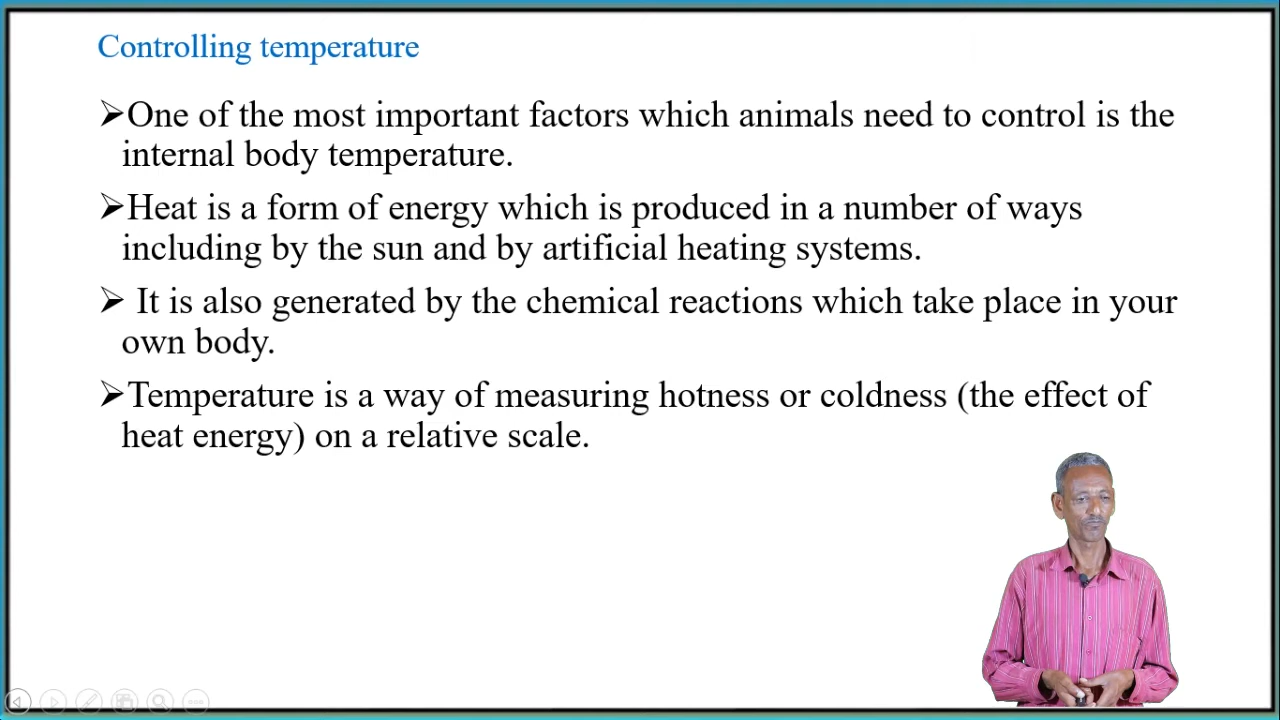 Controlling temperature
➢One of the most important factors which animals need to control is the
internal body temperature.
➢Heat is a form of energy which is produced in a number of ways
including by the sun and by artificial heating systems.
➢ It is also generated by the chemical reactions which take place in your
own body.
➢Temperature is a way of measuring hotness or coldness (the effect of
heat energy) on a relative scale.